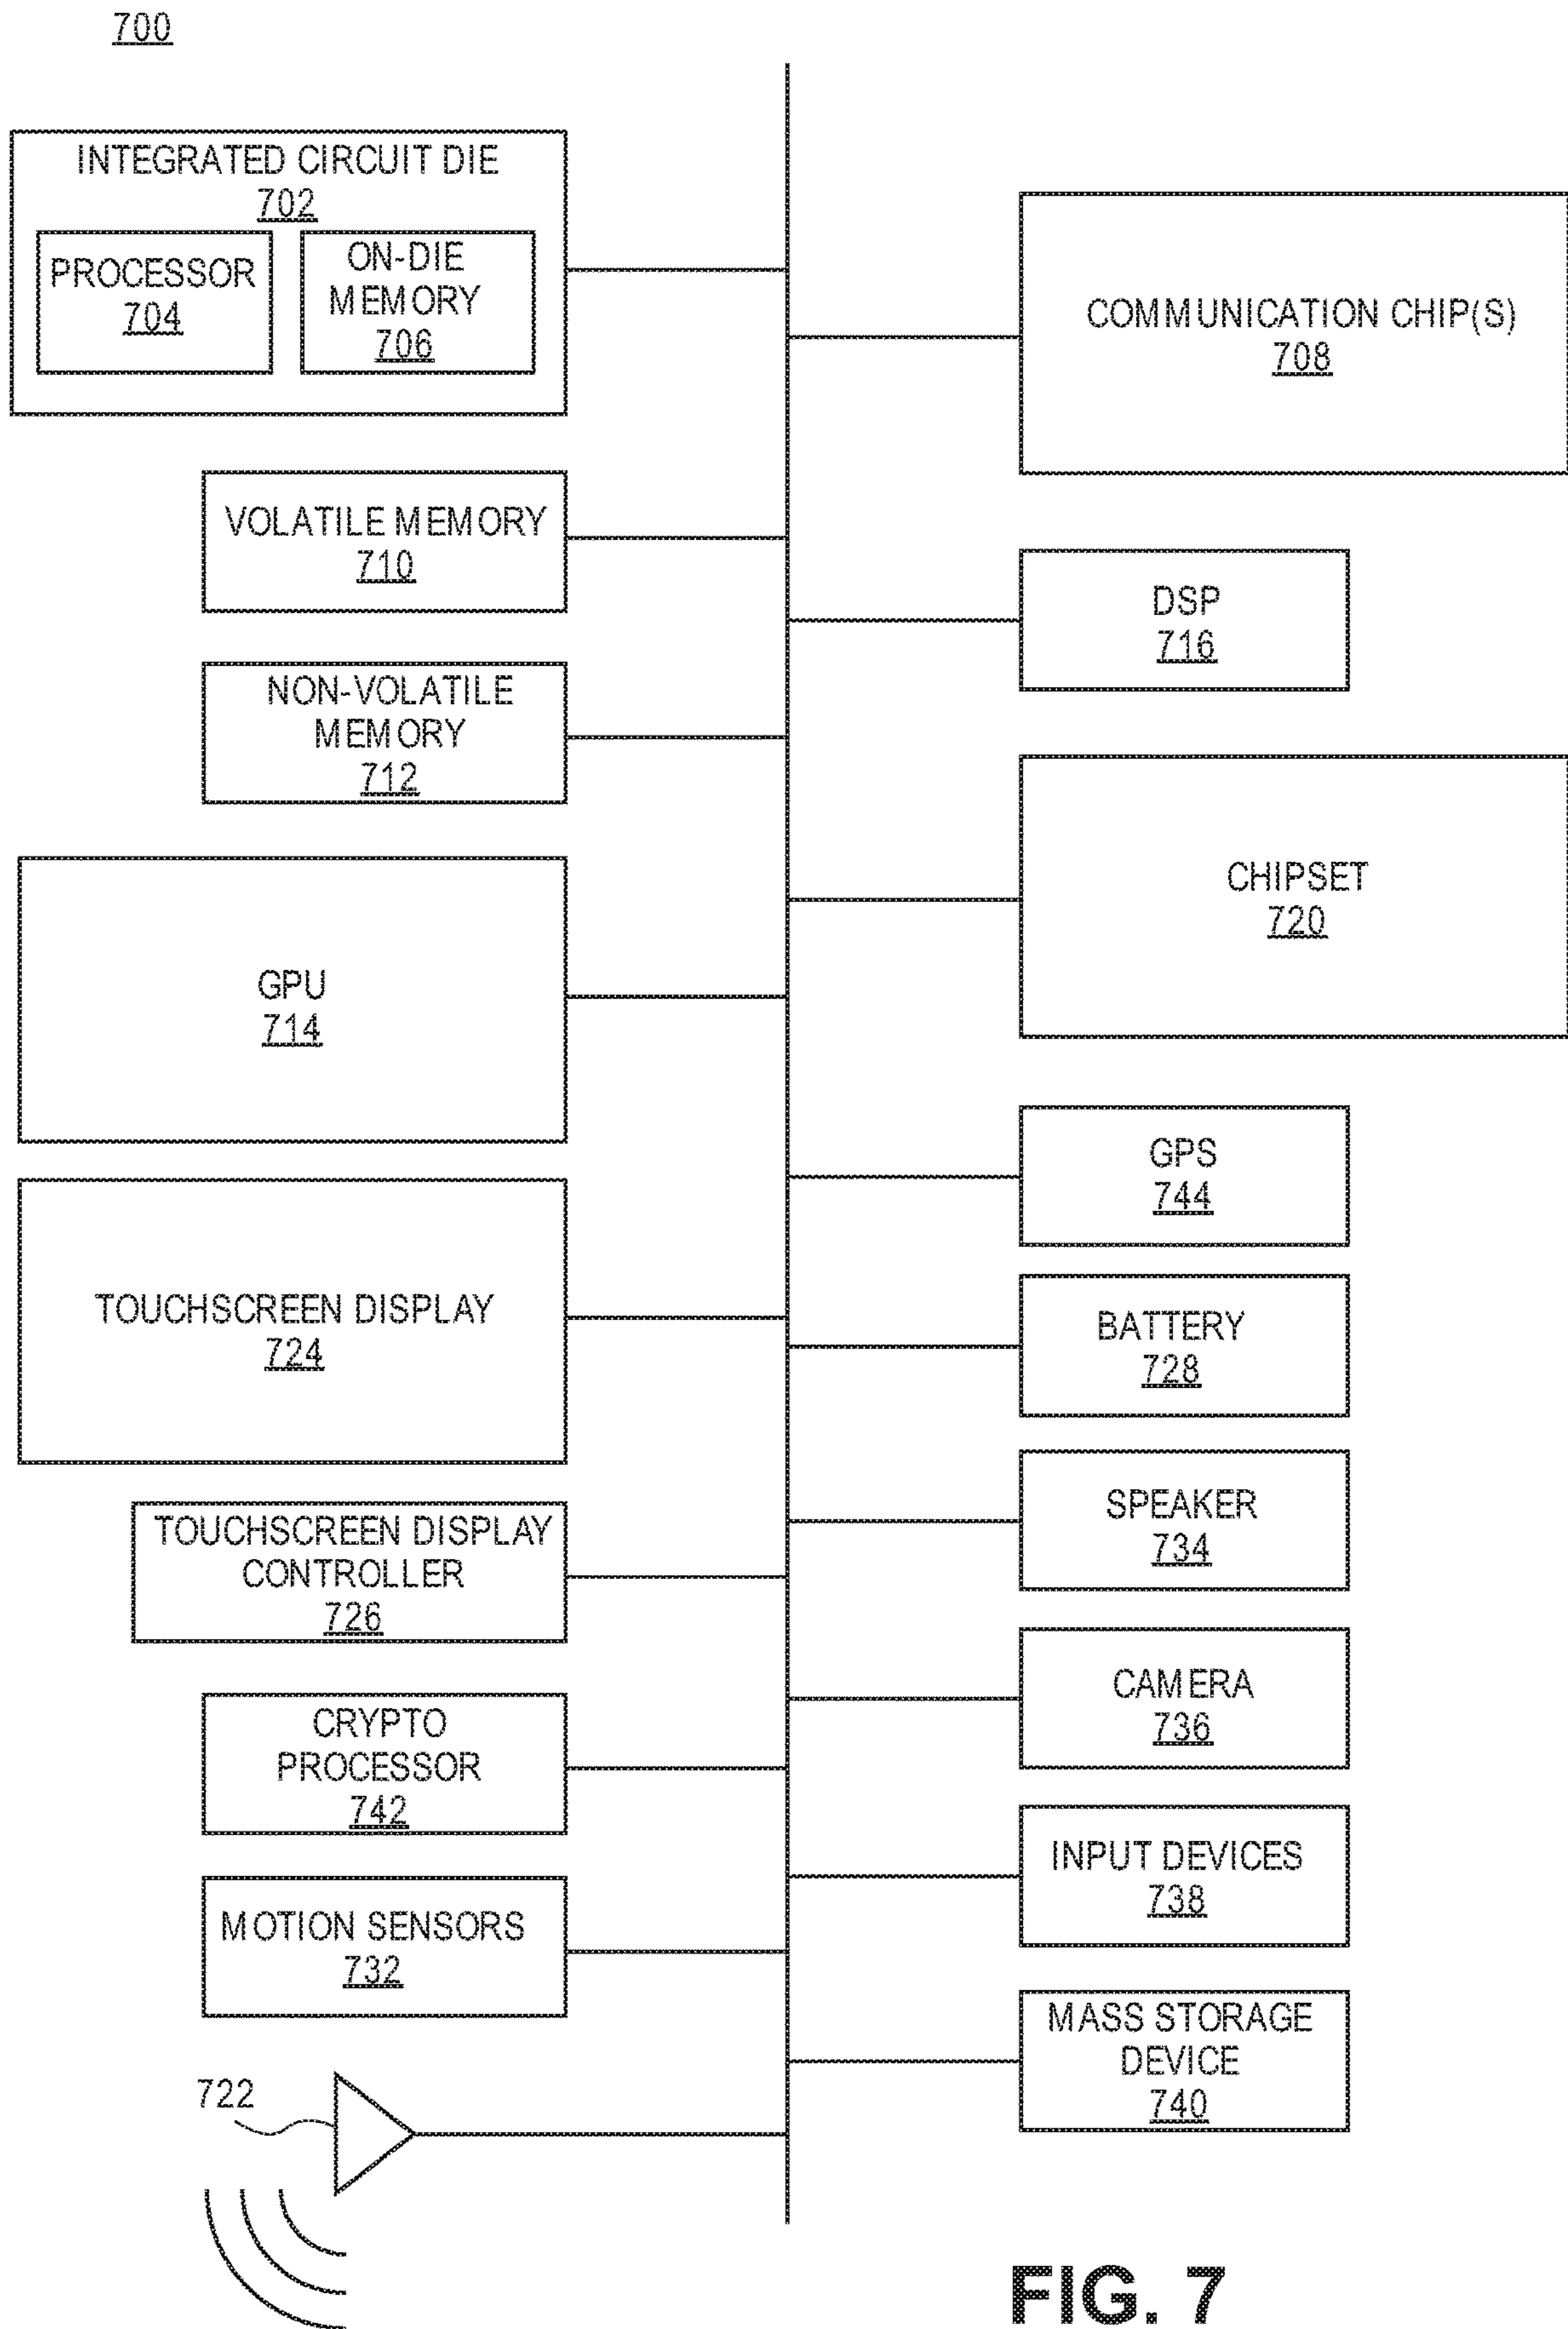 700
INTEGRATED CIRCUIT DIE
702
PROCESSOR
704
ON-DIE
MEMORY
706
COMMUNICATION CHIP(S)
708
VOLATILE MEMORY
710
DSP
716
NON-VOLATILE
MEMORY
712
CHIPSET
720
GPU
714
GPS
744
TOUCHSCREEN DISPLAY
724
BATTERY
728
SPEAKER
734
TOUCHSCREEN DISPLAY
CONTROLLER
726
CAMERA
736
CRYPTO
PROCESSOR
742
INPUT DEVICES
738
MOTION SENSORS
732
MASS STORAGE
DEVICE
740
722
FIG. 7